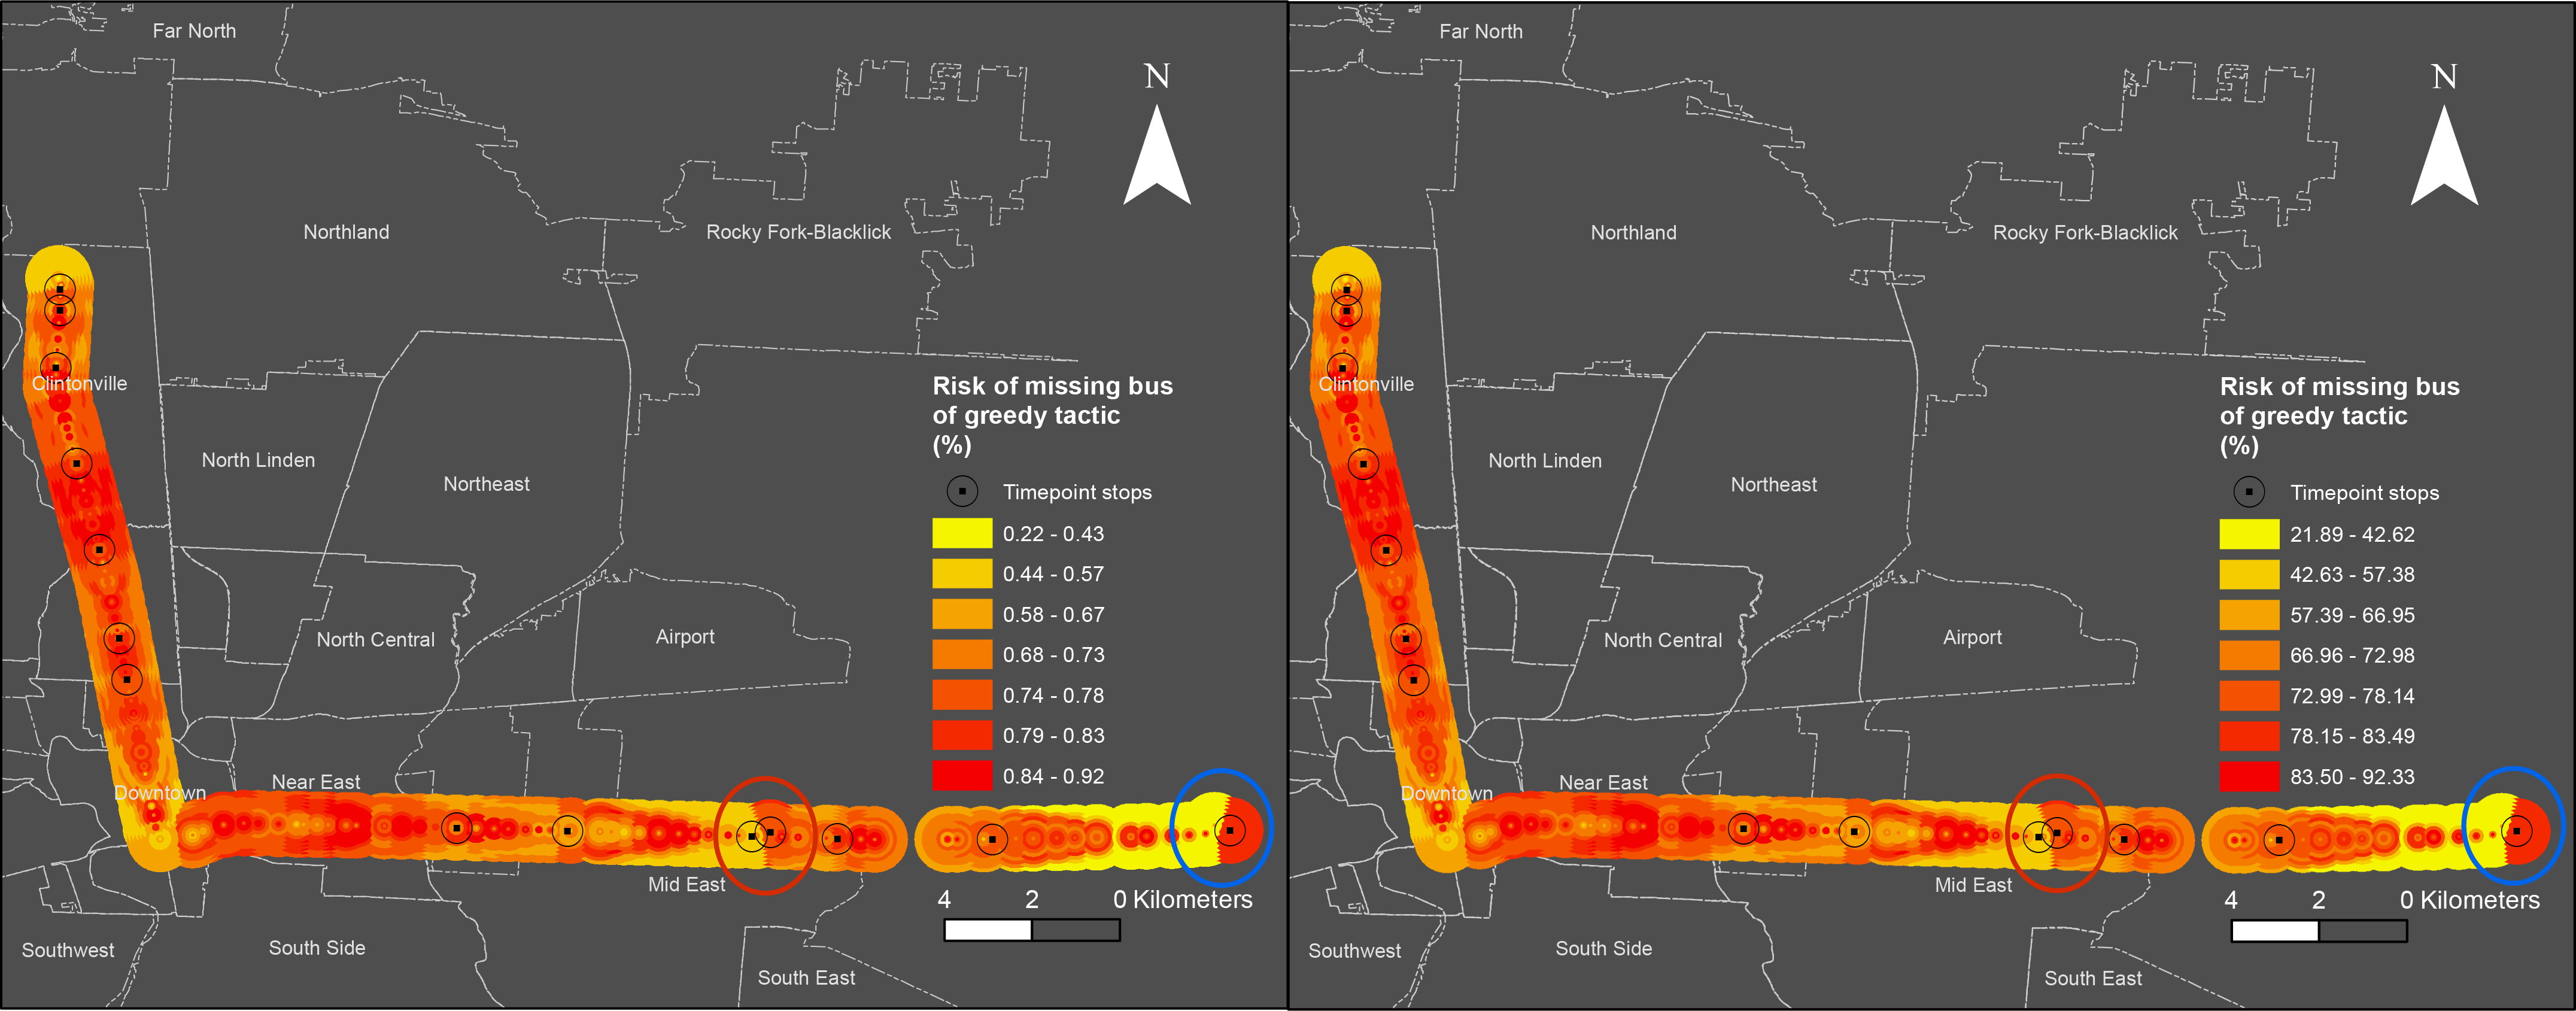 Far North
N
Northland
Rocky Fork-Blacklick
Clintonville
Risk of missing bus
of greedy tactic
(%)
North Linden
Northeast
Timepoint stops
0.22 - 0.43
0.44 - 0.57
0.58 - 0.67
North Central
Airport
0.68 - 0.73
0.74 - 0.78
0.79 - 0.83
0.84 - 0.92
Near East
Downtown
Mid East
4 2 0 Kilometers
Southwest
South Side
South East
Far North
N
Northland
Rocky Fork-Blacklick
Clintonville
Risk of missing bus
of greedy tactic
(%)
North Linden
Northeast
Timepoint stops
21.89 - 42.62
42.63 - 57.38
57.39 - 66.95
North Central
Airport
66.96 - 72.98
72.99 - 78.14
78.15 - 83.49
83.50 - 92.33
Near East
Downtown
Mid East
4 2 0 Kilometers
Southwest
South Side
South East